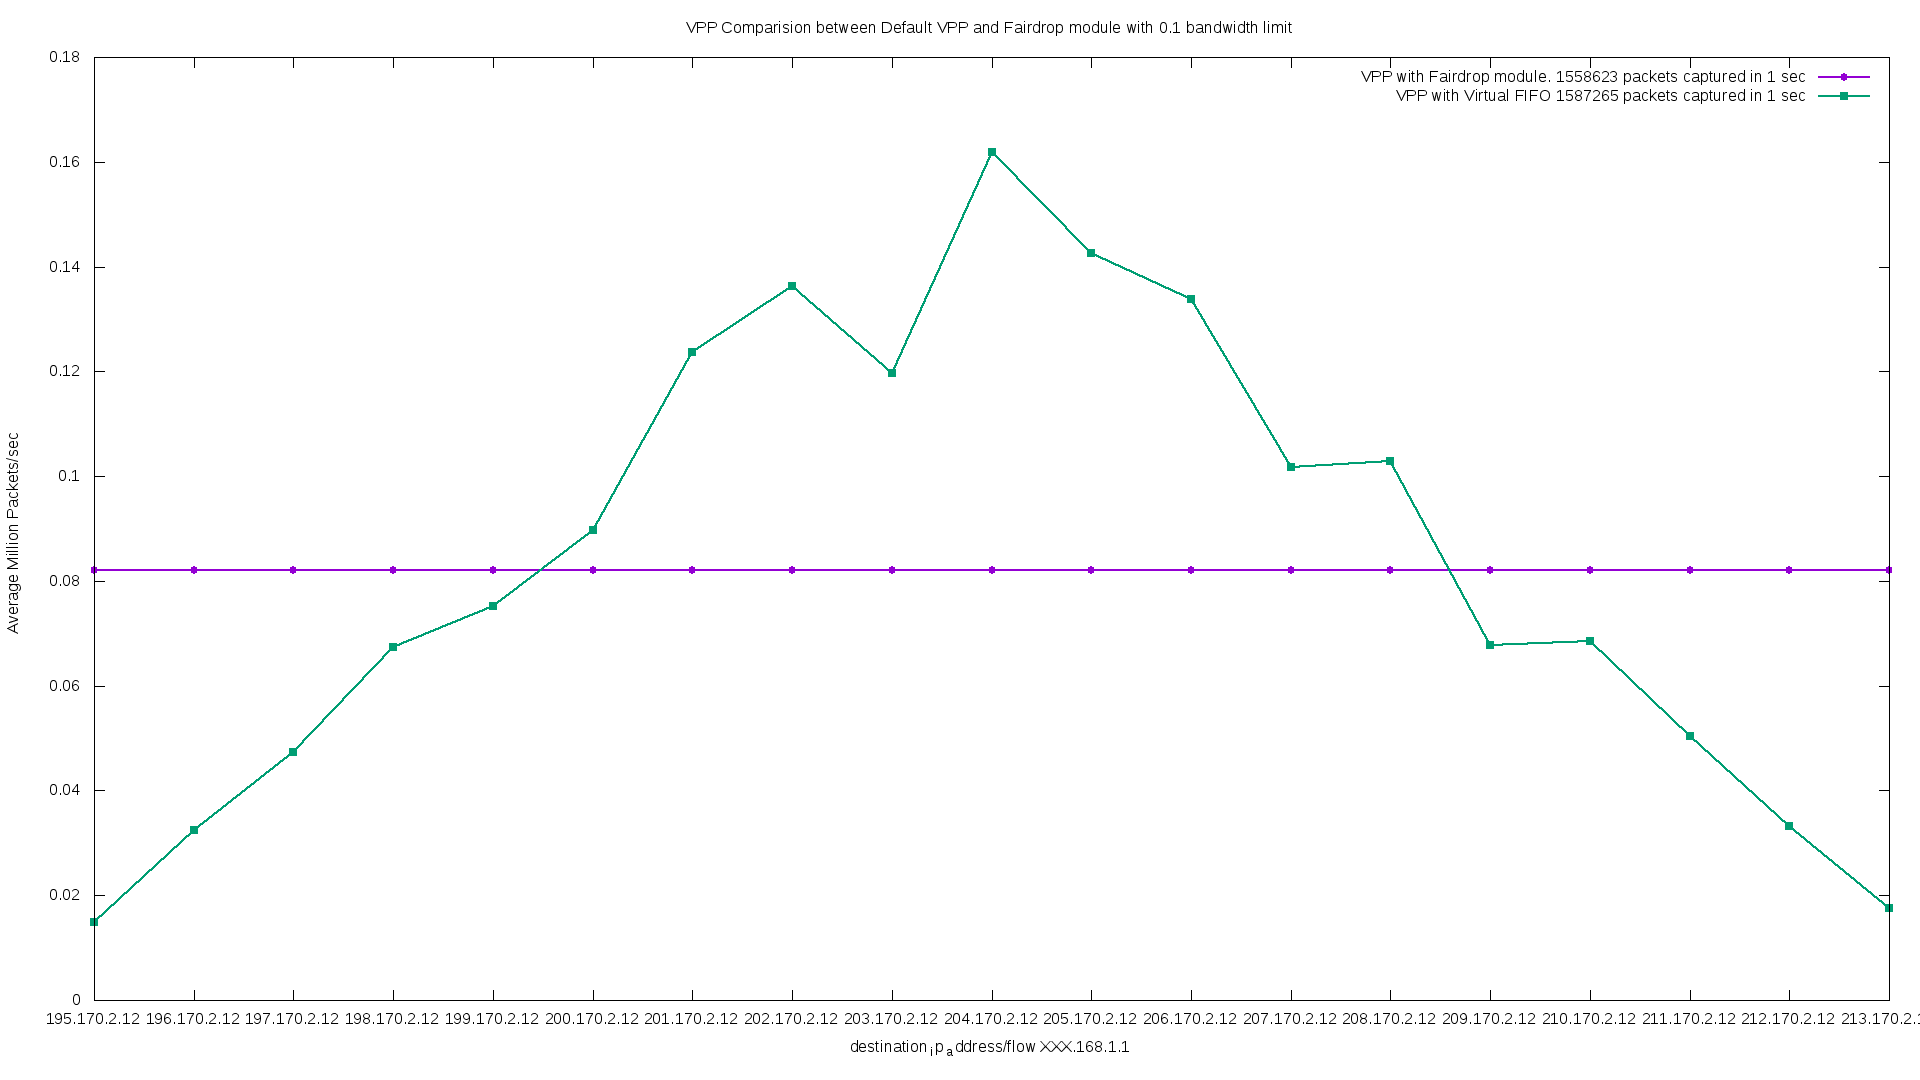 VPP Comparision between Default VPP and Fairdrop module with 0.1 bandwidth limit
VPP with Fairdrop module. 1558623 packets captured in 1 sec
VPP with Virtual FIFO 1587265 packets captured in 1 sec
0.18
0.16
0.14
0.12
0.1
0.08
0.06
0.04
0.02
0
Average Million Packets/sec
195.170.2.12 196.170.2.12 197.170.2.12 198.170.2.12 199.170.2.12 200.170.2.12 201.170.2.12 202.170.2.12 203.170.2.12 204.170.2.12 205.170.2.12 206.170.2.12 207.170.2.12 208.170.2.12 209.170.2.12 210.170.2.12 211.170.2.12 212.170.2.12 213.170.2.1
destination_ip_address/flow XXX.168.1.1